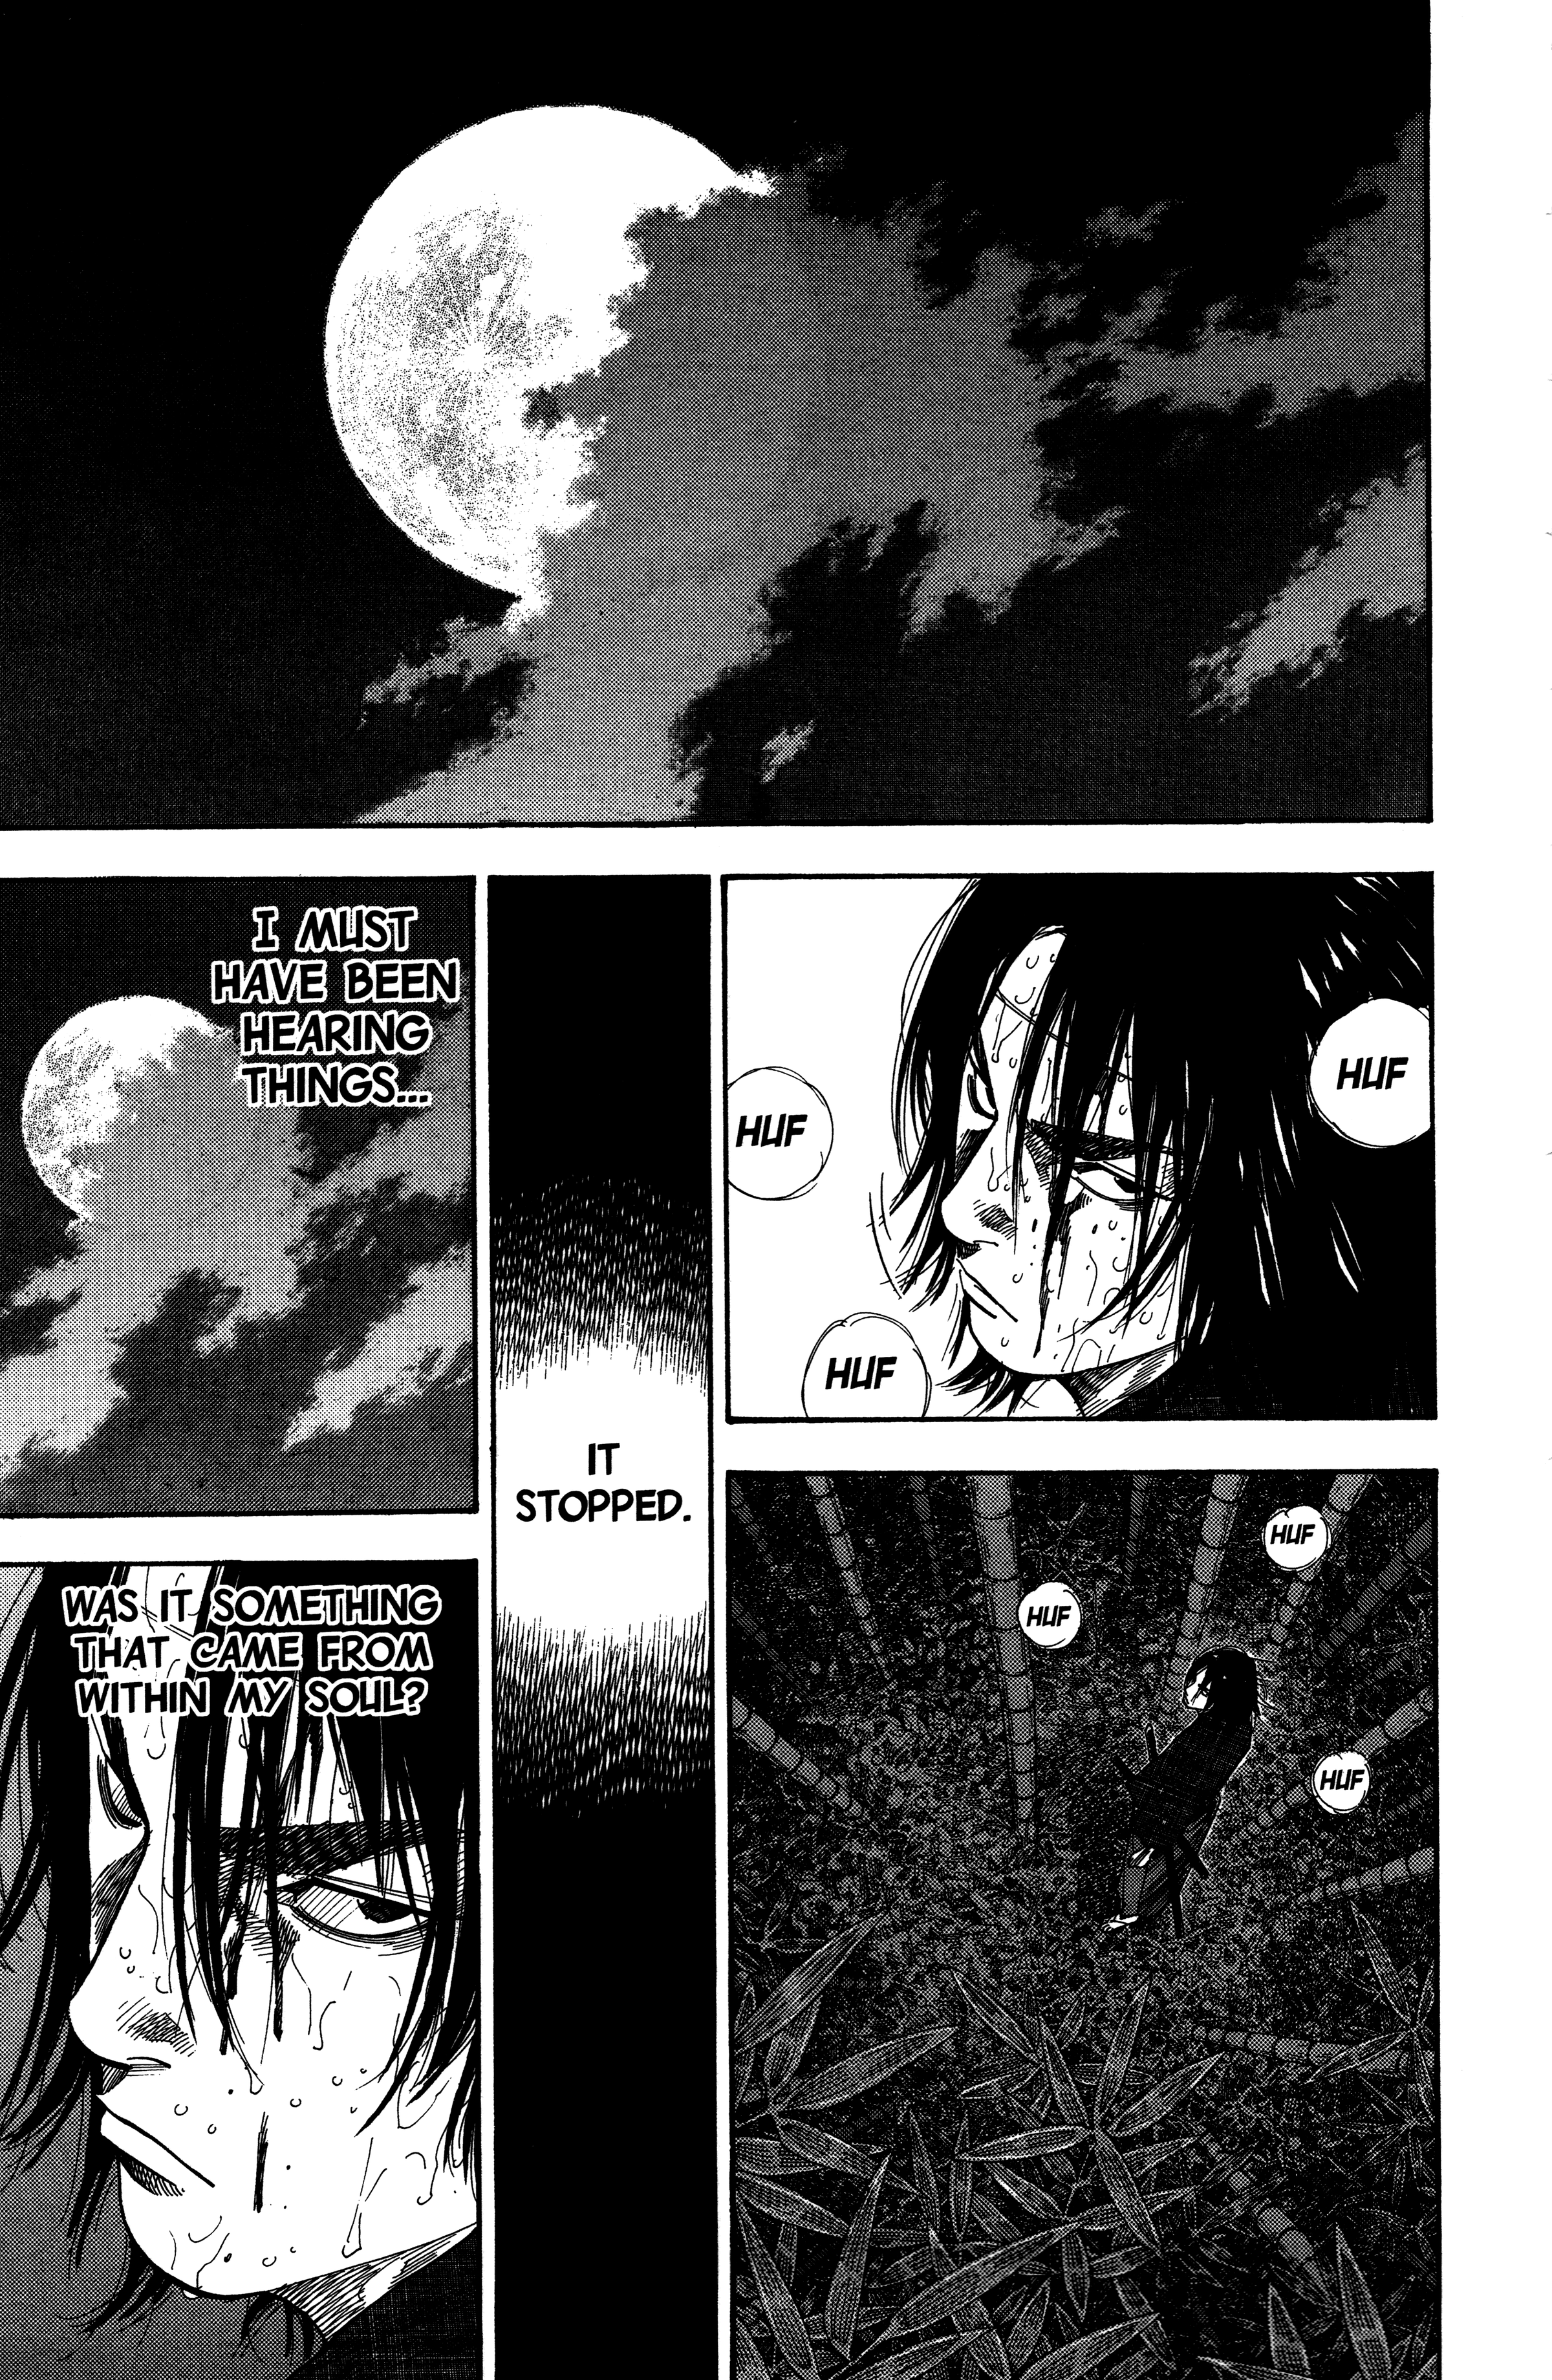 HUF
HUF
HUF
HUF
HUF
HUF
IT
STOPPED.
I MUST
HAVE BEEN
HEARING
THINGS...
WAS IT SOMETHING
THAT CAME FROM
WITHIN MY SOUL?